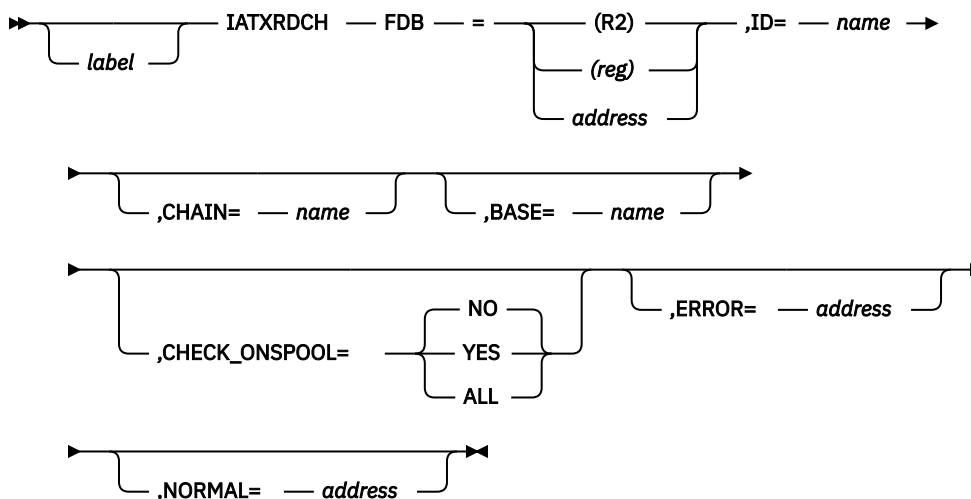 IATXRDCH FDB = (R2) ,ID= name
label
(reg)
address
,CHAIN= name ,BASE= name
NO
,CHECK_ONSPOOL= YES
ALL
,ERROR= address
,NORMAL= address